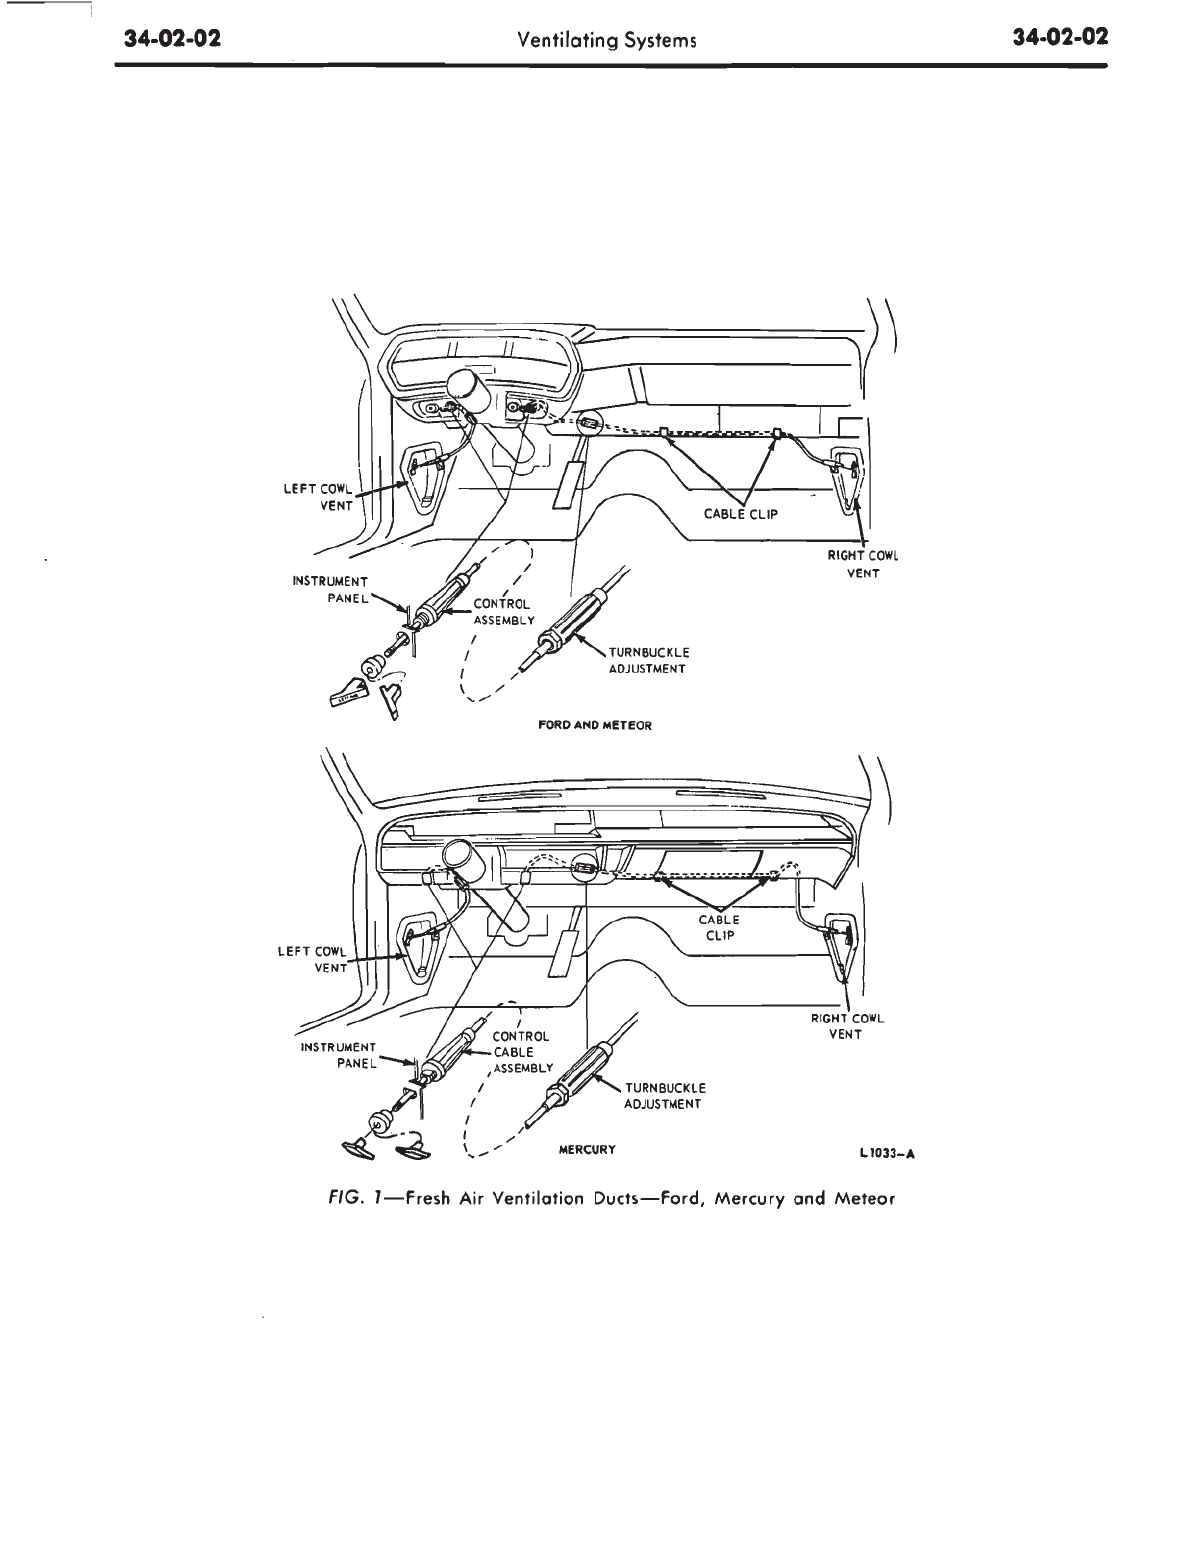 34-02-02
Ventilating Systems
34-02-02
LEFT COWL
VENT
CABLE CLIP
RIGHT COWL
VENT
INSTRUMENT
PANEL
CONTROL
ASSEMBLY
TURNBUCKLE
ADJUSTMENT
FORD AND METEOR
CABLE
CLIP
LEFT COWL
VENT
RIGHT COWL
VENT
INSTRUMENT
PANEL
CONTROL
CABLE
ASSEMBLY
TURNBUCKLE
ADJUSTMENT
MERCURY
L1033-A
FIG. 1—Fresh Air Ventilation Ducts—Ford, Mercury and Meteor